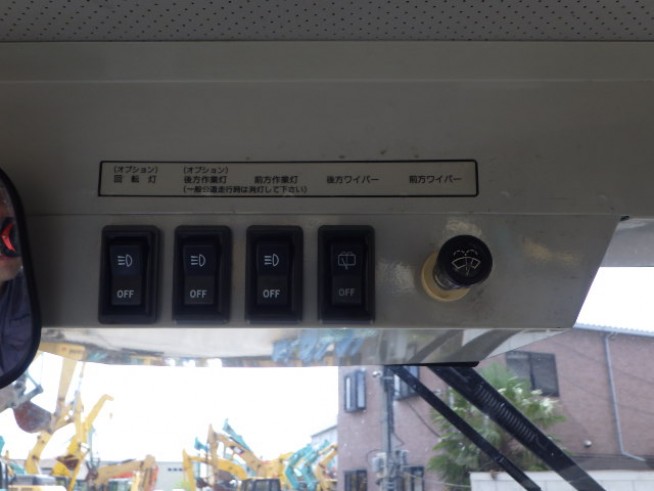 (オプション) (オプション)
回転灯 後方作業灯 前方作業灯 後方ワイパー 前方ワイパー
(一般公道走行時は消灯して下さい)
OFF OFF OFF OFF